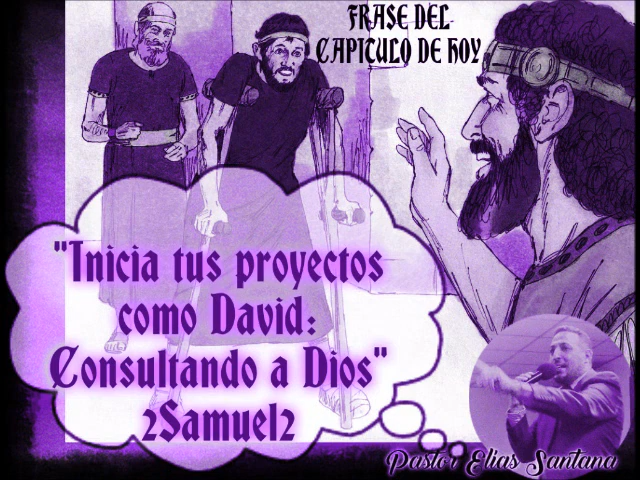 FRASE DEL
CAPITULO DE HOY
"Inicia tus proyectos
como David:
Consultando a Dios"
2Samuel2
Pastor Elias Santana